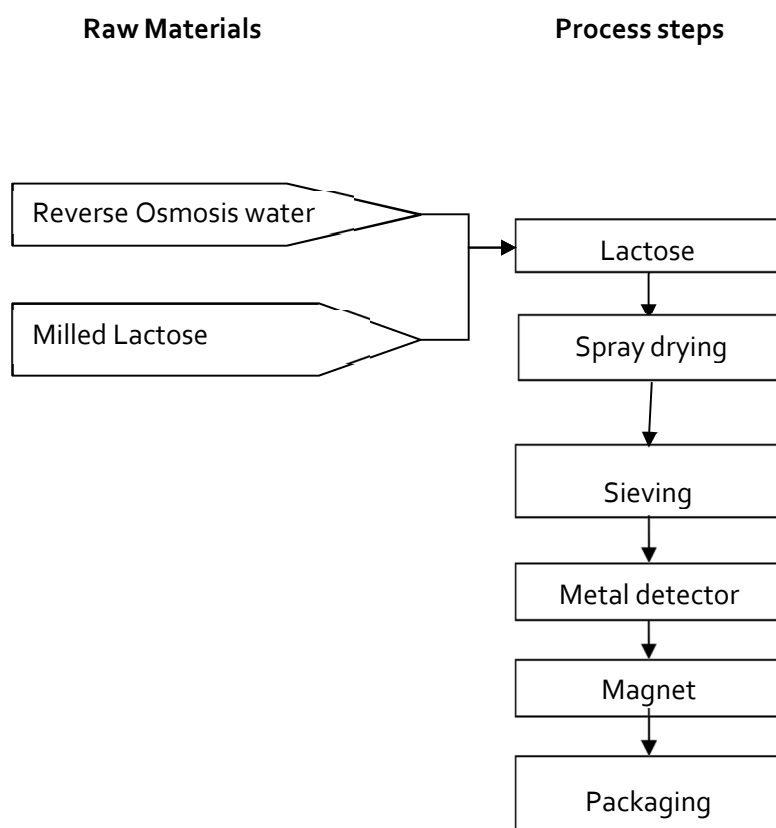 Raw Materials
Process steps
Reverse Osmosis water
Milled Lactose
Lactose
Spray drying
Sieving
Metal detector
Magnet
Packaging